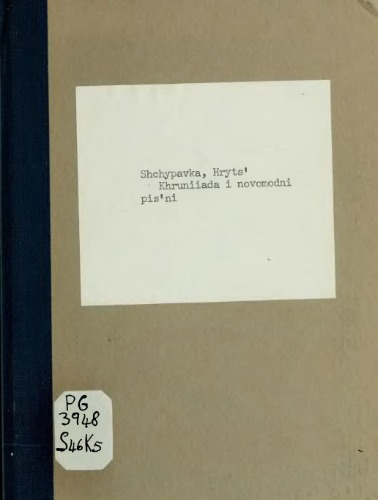 Shchypavka, Hryts'
Khruniiada i novomodni
pis'ni
PG
3948
S46K5